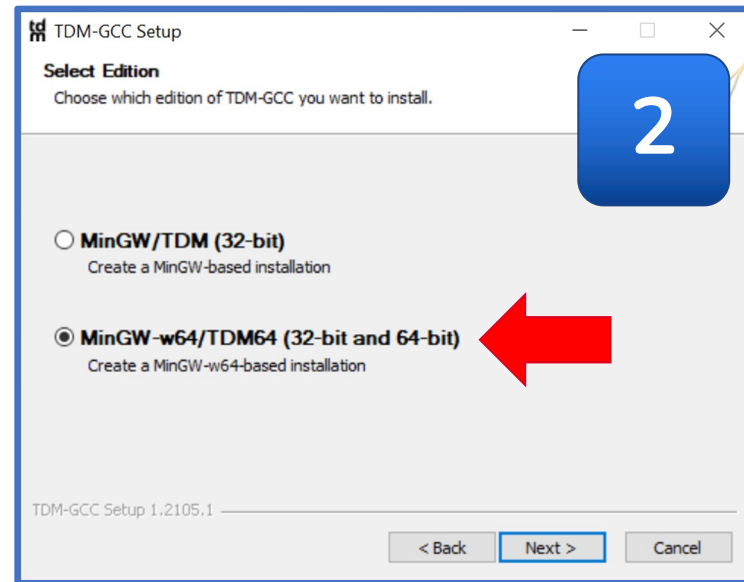 tdm TDM-GCC Setup
Select Edition
Choose which edition of TDM-GCC you want to install.
2
MinGW/TDM (32-bit)
Create a MinGW-based installation
MinGW-w64/TDM64 (32-bit and 64-bit)
Create a MinGW-w64-based installation
TDM-GCC Setup 1.2105.1
< Back Next > Cancel